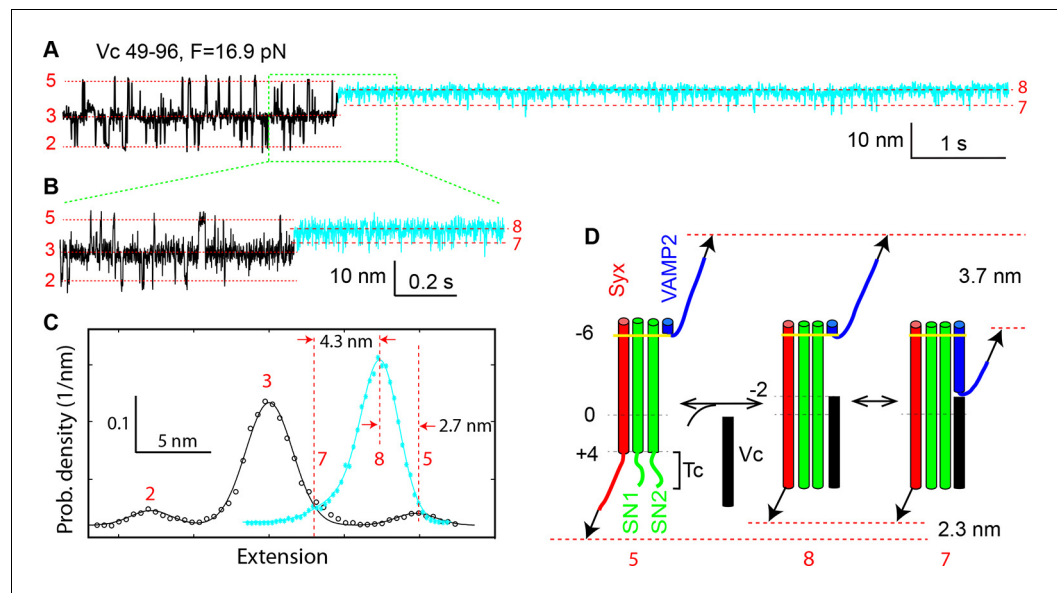 A
Vc 49-96, F=16.9 pN
5
3
2
8
7
10 nm
1 s
B
5
3
2
8
7
10 nm
0.2 s
C
Prob. density (1/nm)
0.1
5 nm
2
3
4.3 nm
7
8
5
2.7 nm
Extension
D
Syx
VAMP2
3.7 nm
-6
-2
0
0
+4
Tc
Vc
SN1
SN2
2.3 nm
5
8
7